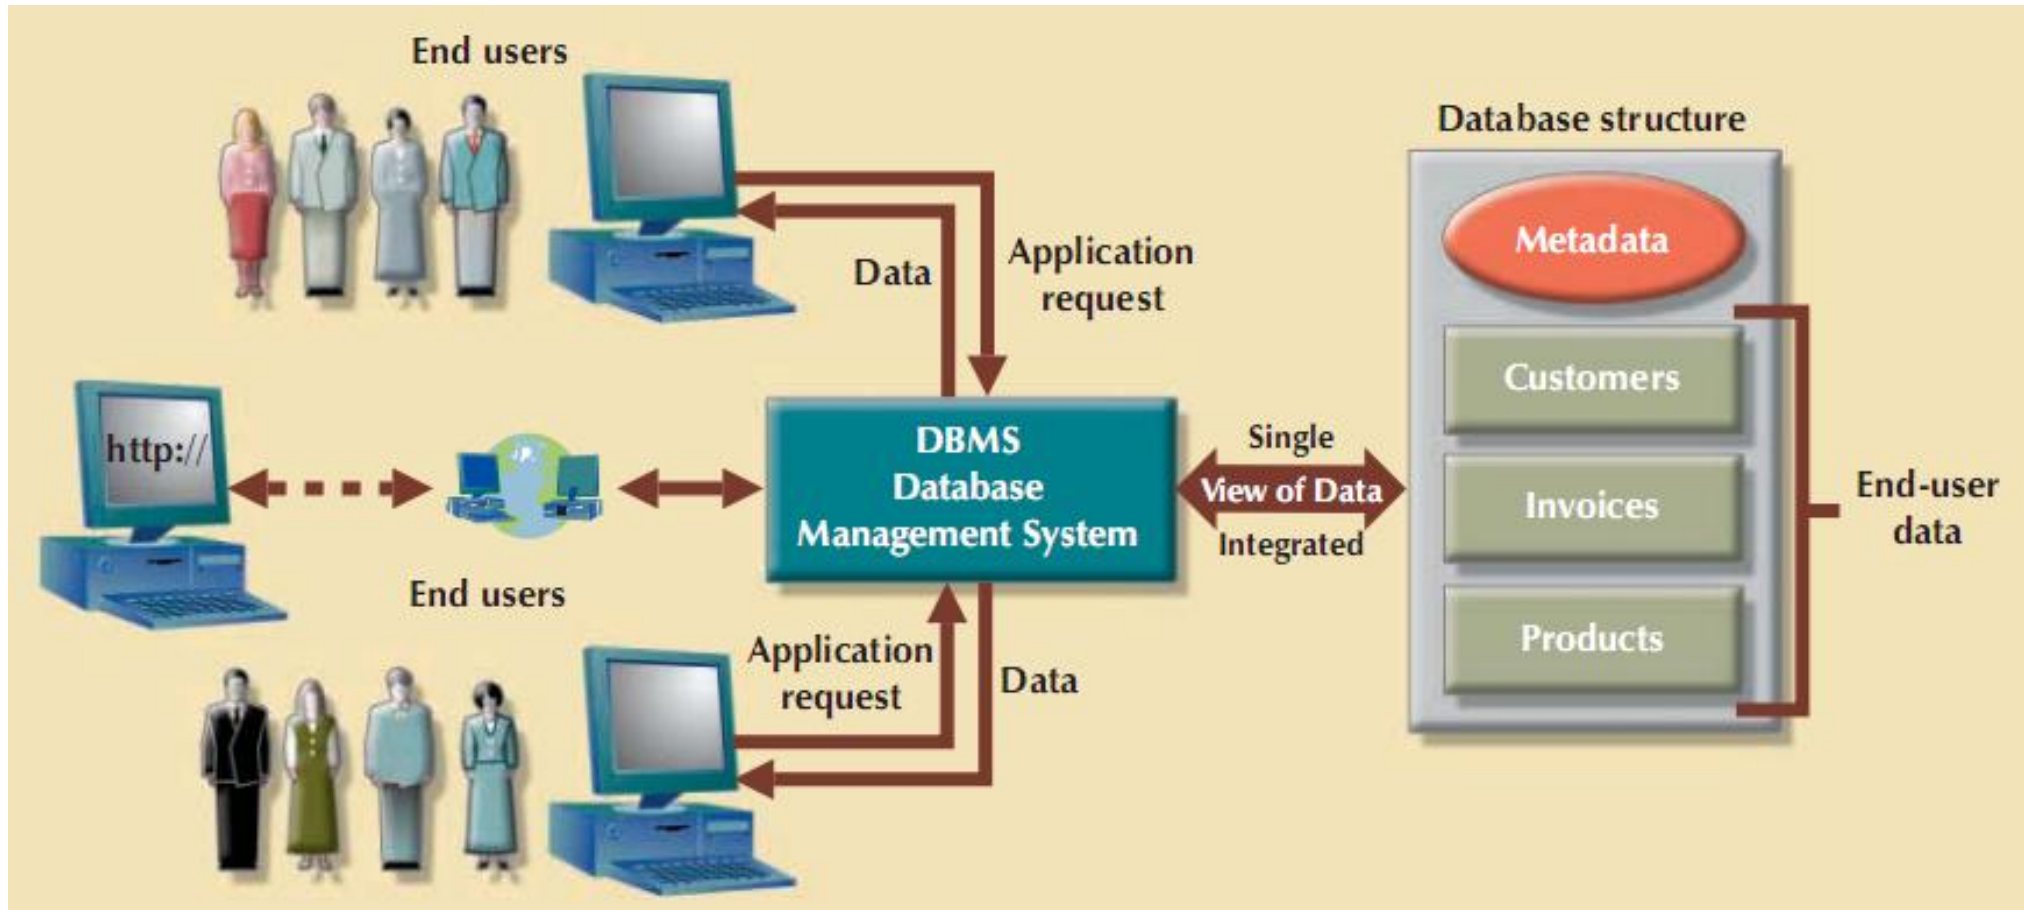 End users
Database structure
Metadata
Data
Application
request
Customers
http://
DBMS
Database
Management System
Single
View of Data
Integrated
Invoices
End-user
data
End users
Application
request
Data
Products